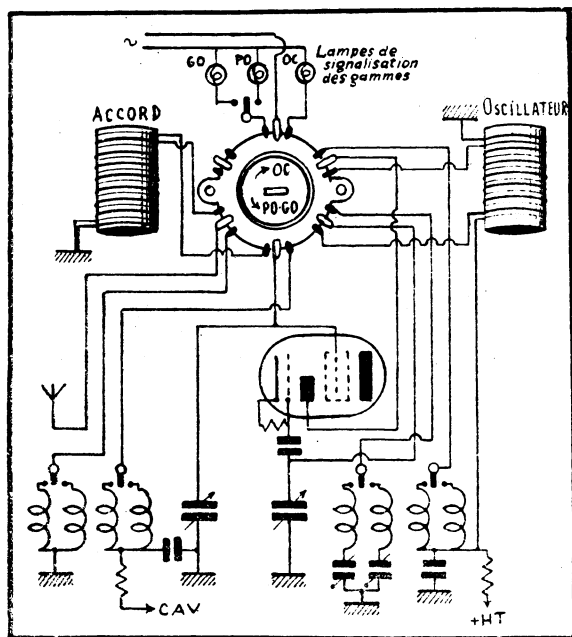 GO PO OC
Lampes de
signalisation
des gammes
ACCORD
OSCILLATEUR
OC
PO-GO
CAV
+HT